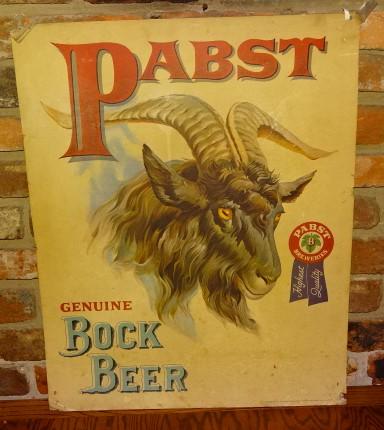 PABST
PABST
B
BREWERIES
Highest
Quality
GENUINE
BOCK
BEER